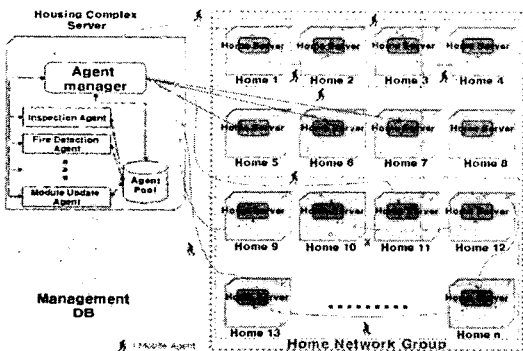 Housing Complex
Server
Agent
manager
Inspection Agent
Fire Detection
Agent
Module Update
Agent
Agent
Pool
Management
DB
: Mobile Agent
Home Server
Home Server
Home Server
Home Server
Home 1
Home 2
Home 3
Home 4
Home Server
Home Server
Home Server
Home Server
Home 5
Home 6
Home 7
Home 8
Home Server
Home Server
Home Server
Home Server
Home 9
Home 10
Home 11
Home 12
Home Server
Home Server
Home 13
Home n
Home Network Group